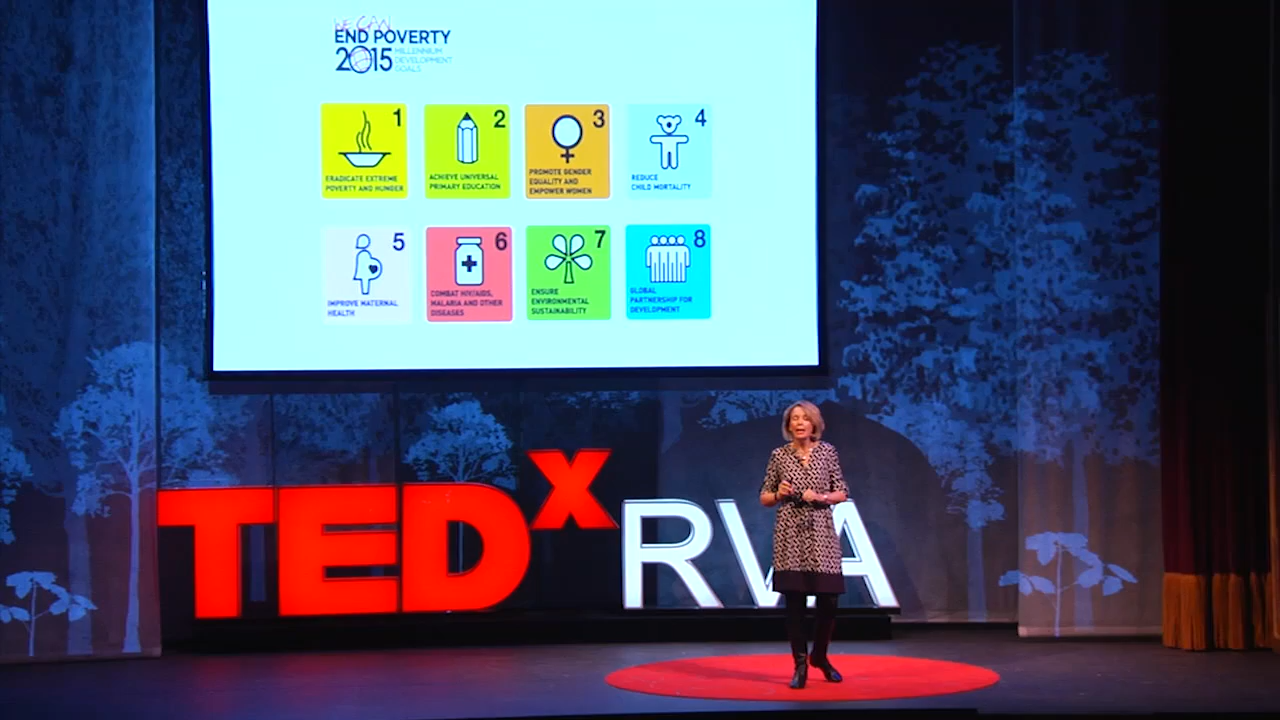 WE CAN
END POVERTY
2015 MILLENNIUM
DEVELOPMENT
GOALS
1
ERADICATE EXTREME
POVERTY AND HUNGER
2
ACHIEVE UNIVERSAL
PRIMARY EDUCATION
3
PROMOTE GENDER
EQUALITY AND
EMPOWER WOMEN
4
REDUCE
CHILD MORTALITY
5
IMPROVE MATERNAL
HEALTH
6
COMBAT HIV/AIDS,
MALARIA AND OTHER
DISEASES
7
ENSURE
ENVIRONMENTAL
SUSTAINABILITY
8
GLOBAL
PARTNERSHIP FOR
DEVELOPMENT
TEDx RVA